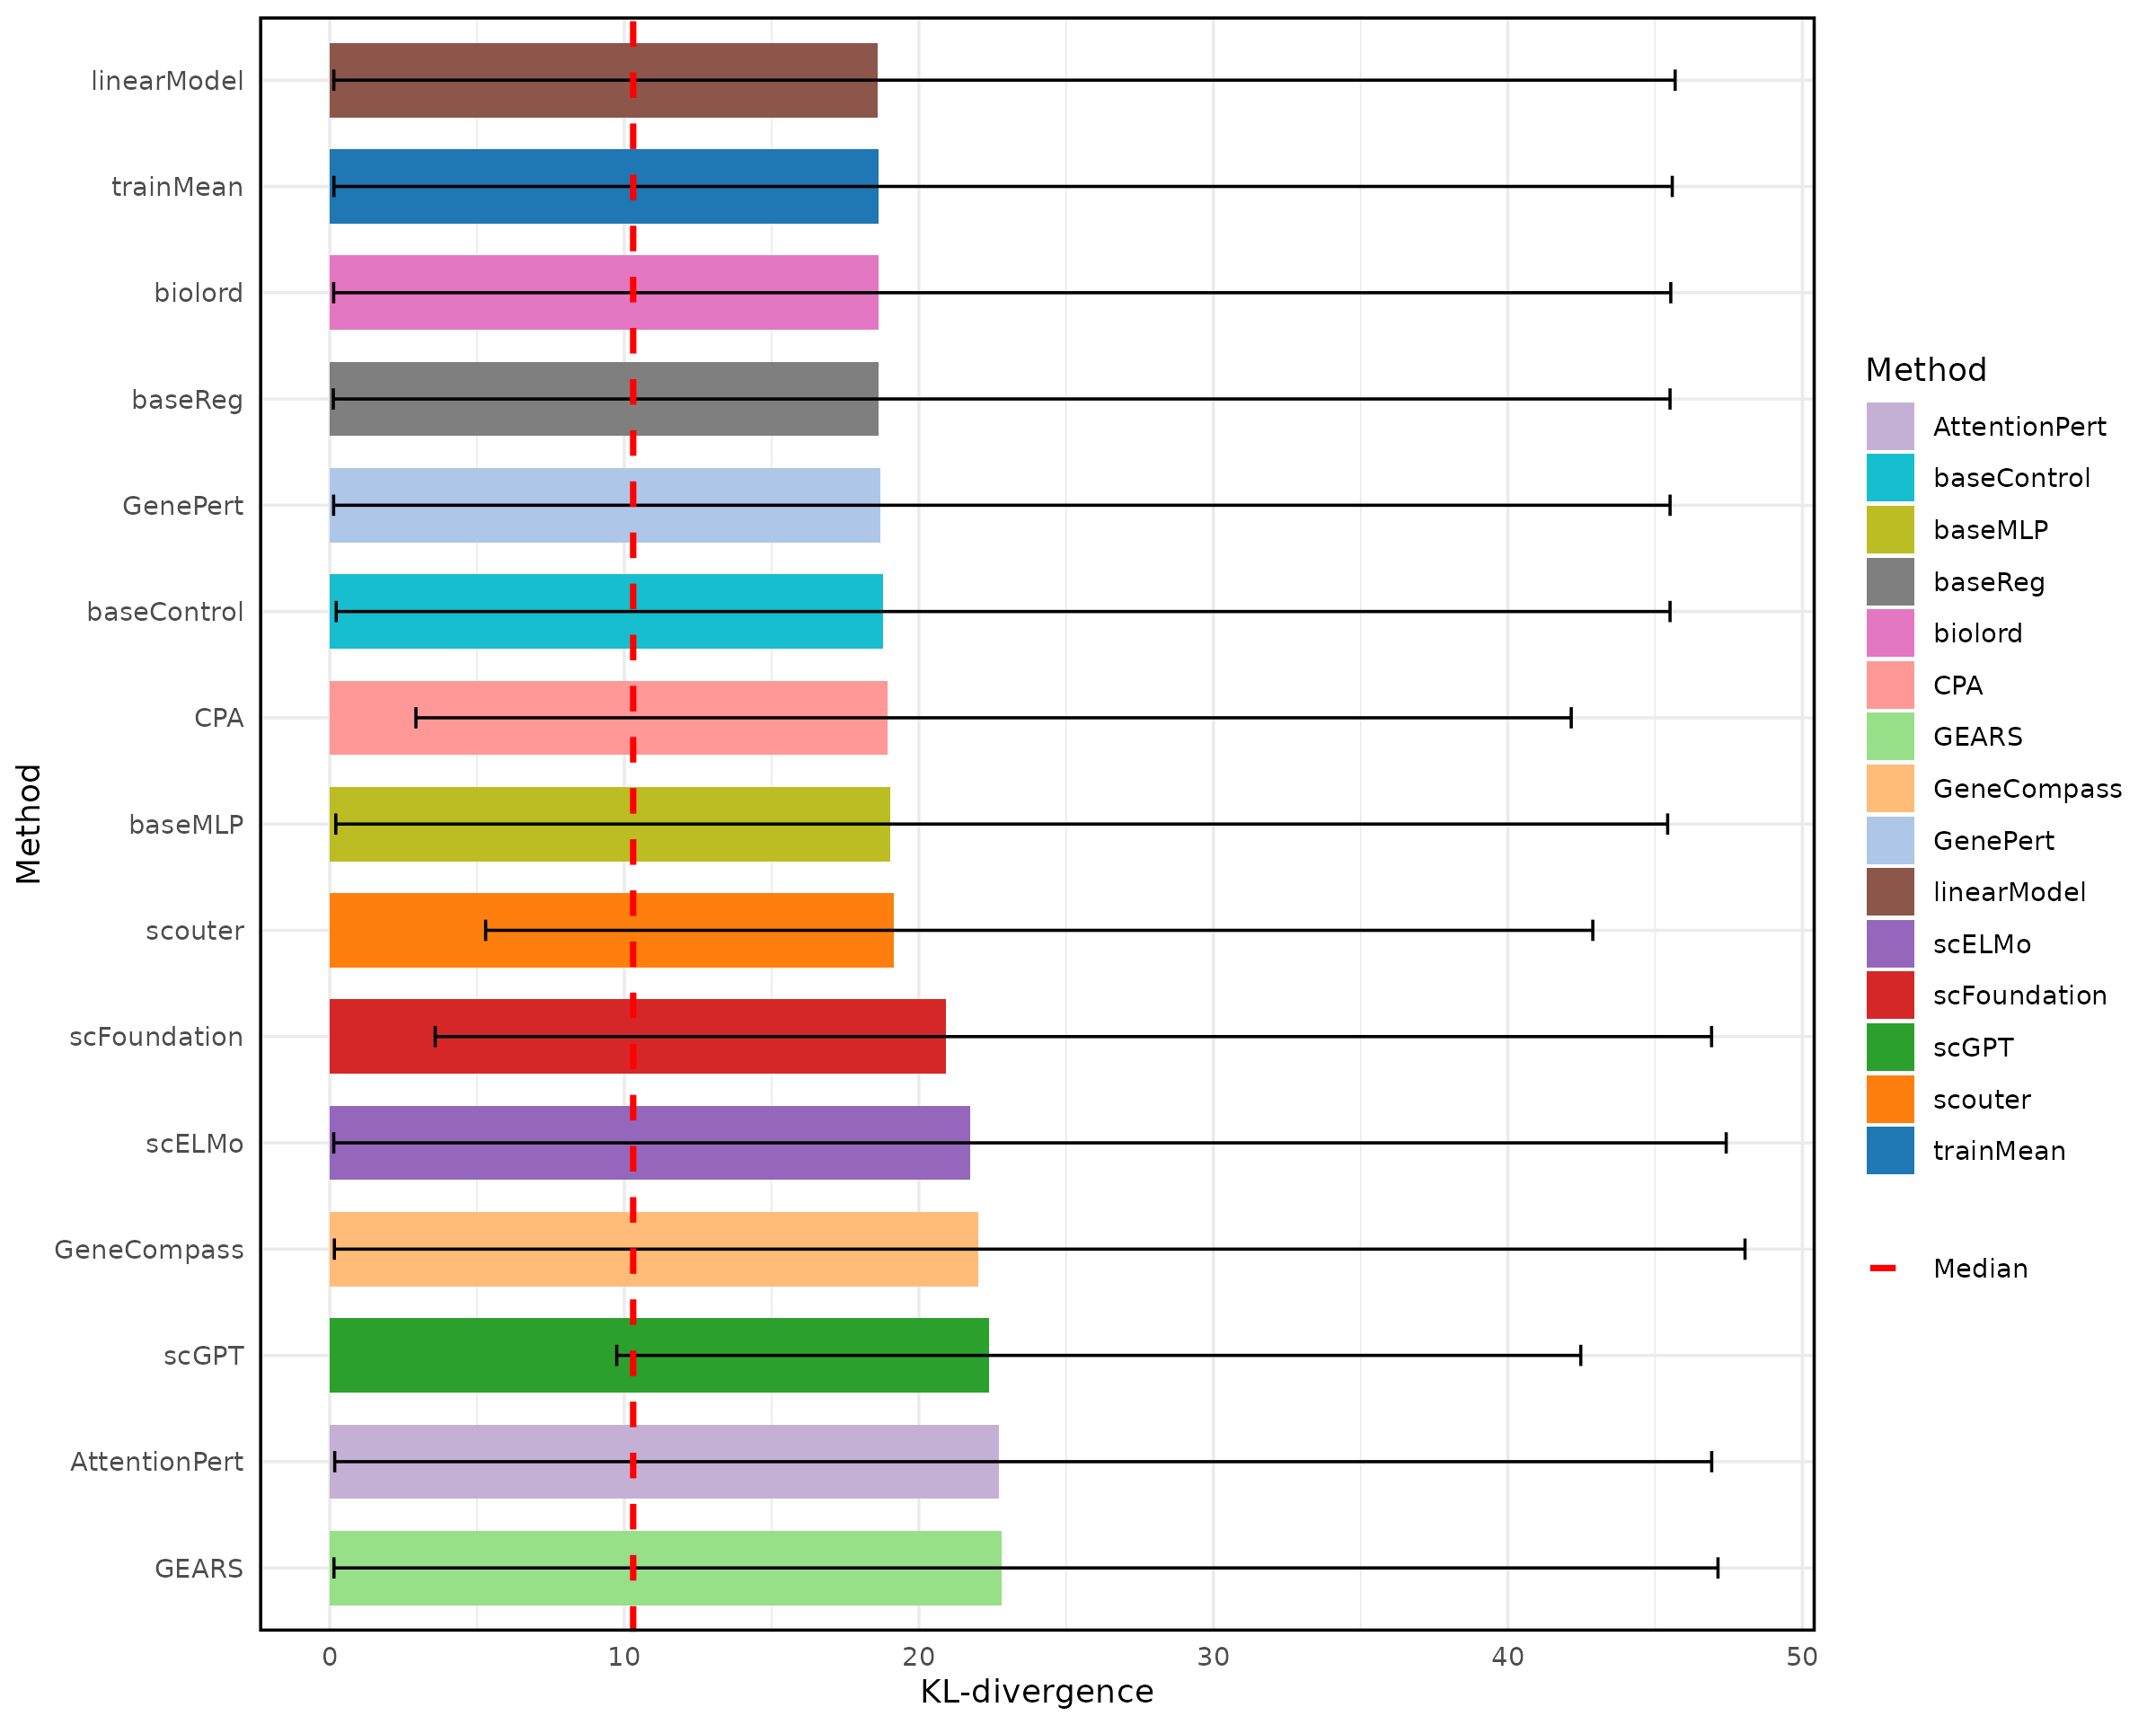 linearModel
trainMean
biolord
baseReg
GenePert
baseControl
CPA
baseMLP
scouter
scFoundation
scELMo
GeneCompass
scGPT
AttentionPert
GEARS
Method
0 10 20 30 40 50
KL-divergence
Method
AttentionPert
baseControl
baseMLP
baseReg
biolord
CPA
GEARS
GeneCompass
GenePert
linearModel
scELMo
scFoundation
scGPT
scouter
trainMean
Median